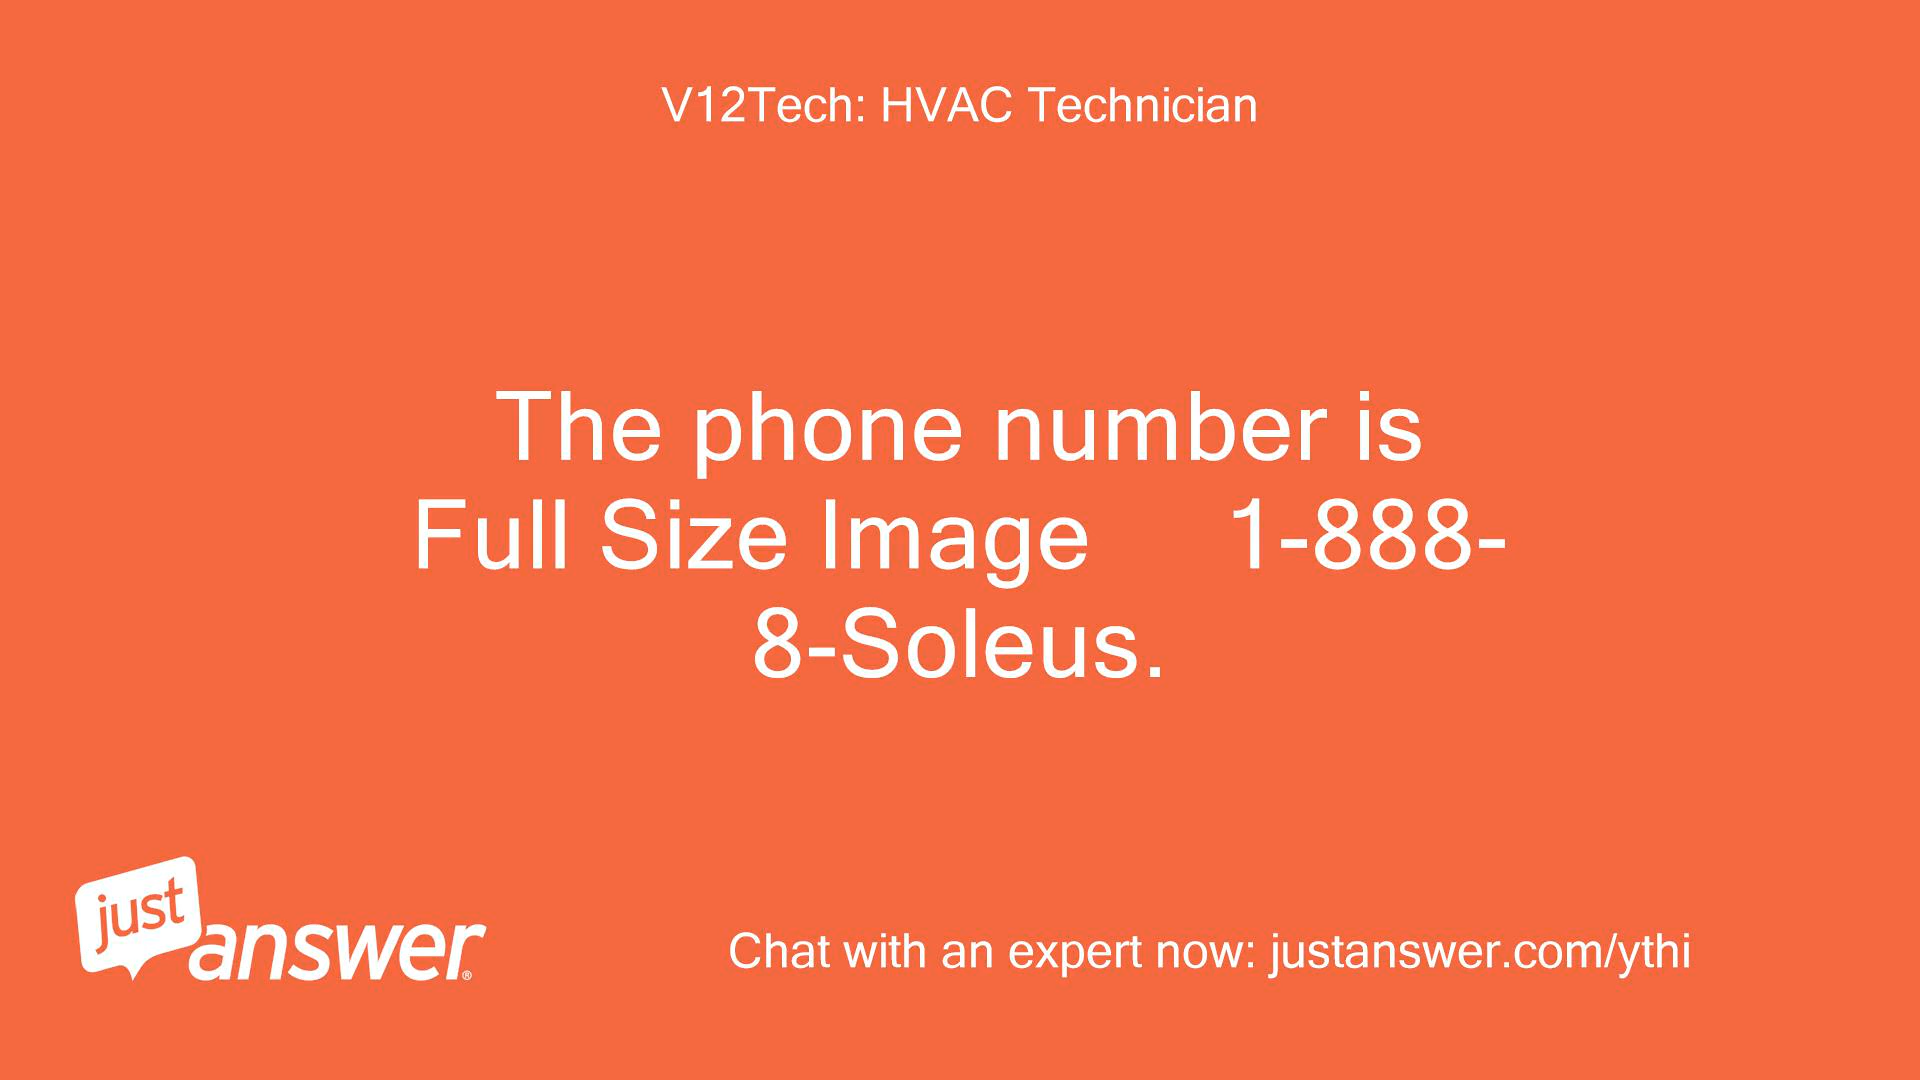 V12Tech: HVAC Technician
The phone number is
Full Size Image 1-888-
8-Soleus.
just
answer®
Chat with an expert now: justanswer.com/ythi